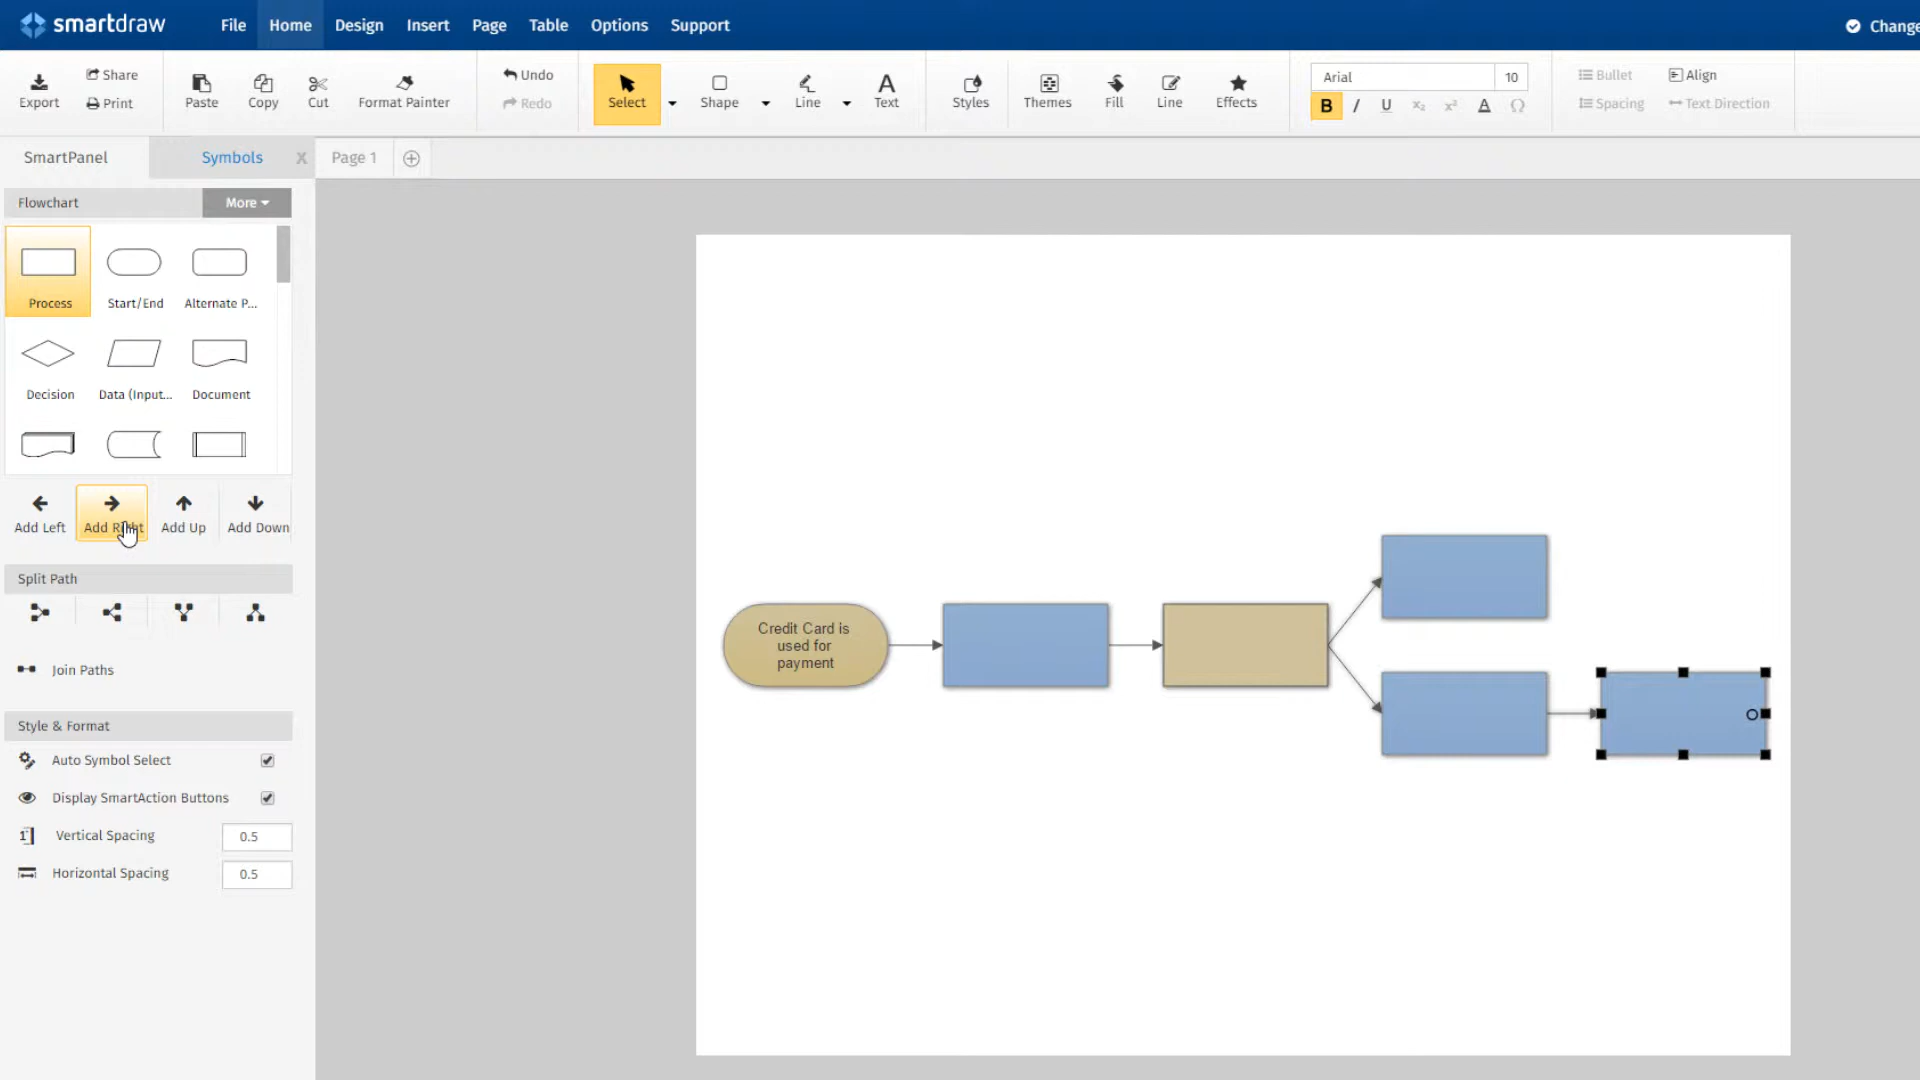 smartdraw
File Home Design Insert Page Table Options Support
Change
Export
Share
Print
Paste Copy Cut Format Painter
Undo
Redo
Select Shape Line Text
Styles Themes Fill Line Effects
Arial 10
B I U x₂ x² A Ω
Bullet Align
Spacing Text Direction
SmartPanel Symbols X Page 1
Flowchart More
Process Start/End Alternate P...
Decision Data (Input... Document
Add Left Add Right Add Up Add Down
Split Path
Join Paths
Style & Format
Auto Symbol Select
Display SmartAction Buttons
Vertical Spacing 0.5
Horizontal Spacing 0.5
Credit Card is
used for
payment